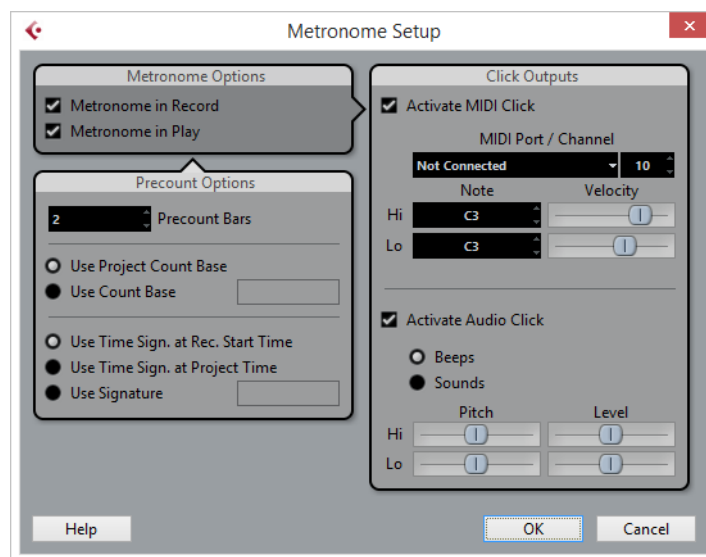 Metronome Setup
Metronome Options
Metronome in Record
Metronome in Play
Precount Options
2 Precount Bars
Use Project Count Base
Use Count Base
Use Time Sign. at Rec. Start Time
Use Time Sign. at Project Time
Use Signature
Click Outputs
Activate MIDI Click
MIDI Port / Channel
Not Connected 10
Note Velocity
Hi C3
Lo C3
Activate Audio Click
Beeps
Sounds
Pitch Level
Hi
Lo
Help OK Cancel